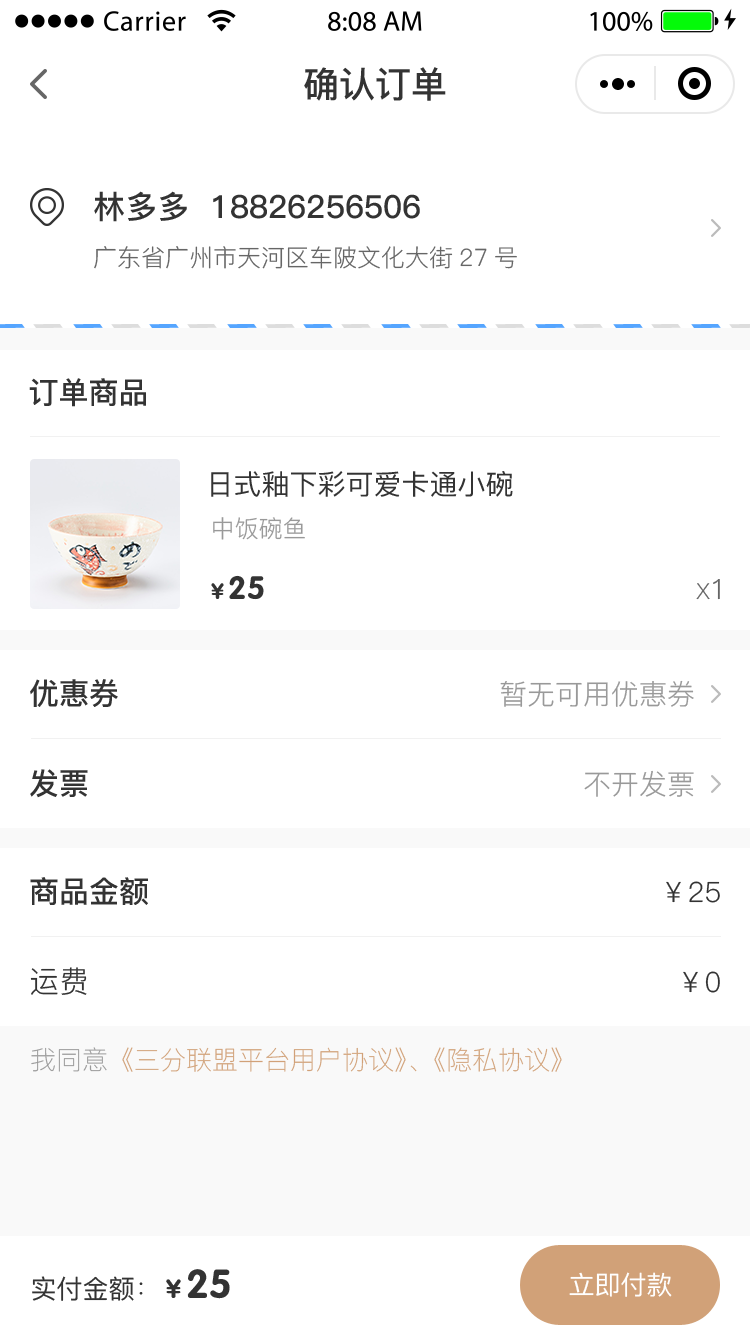 Carrier 8:08 AM 100%
确认订单
林多多 18826256506
广东省广州市天河区车陂文化大街 27 号
订单商品
日式釉下彩可爱卡通小碗
中饭碗鱼
¥25 x1
优惠券 暂无可用优惠券
发票 不开发票
商品金额 ¥25
运费 ¥0
我同意《三分联盟平台用户协议》、《隐私协议》
实付金额：¥25 立即付款